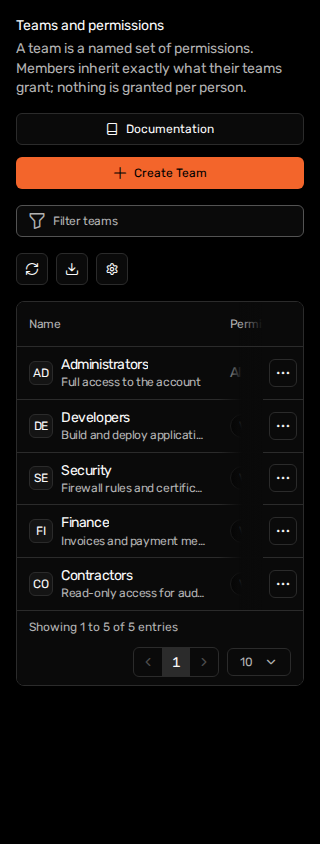 Teams and permissions
A team is a named set of permissions.
Members inherit exactly what their teams
grant; nothing is granted per person.
Documentation
Create Team
Filter teams
Name
AD Administrators
Full access to the account
DE Developers
Build and deploy applicati...
SE Security
Firewall rules and certific...
FI Finance
Invoices and payment me...
CO Contractors
Read-only access for aud...
Showing 1 to 5 of 5 entries
1 10